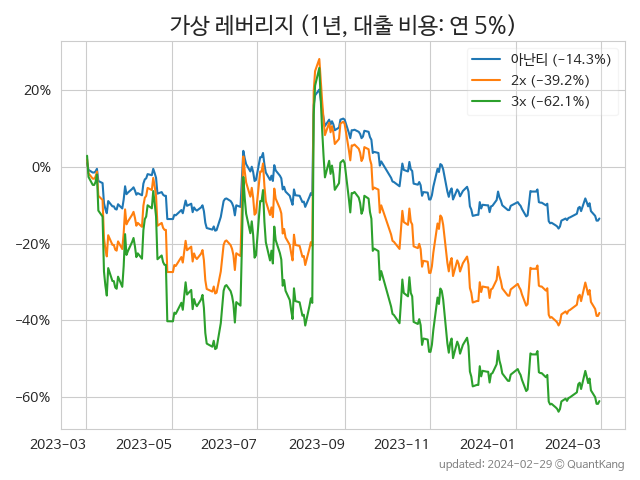 가상 레버리지 (1년, 대출 비용: 연 5%)
아난티 (−14.3%)
2x (−39.2%)
3x (−62.1%)
20%
0%
−20%
−40%
−60%
2023-03 2023-05 2023-07 2023-09 2023-11 2024-01 2024-03
updated: 2024-02-29 © QuantKang